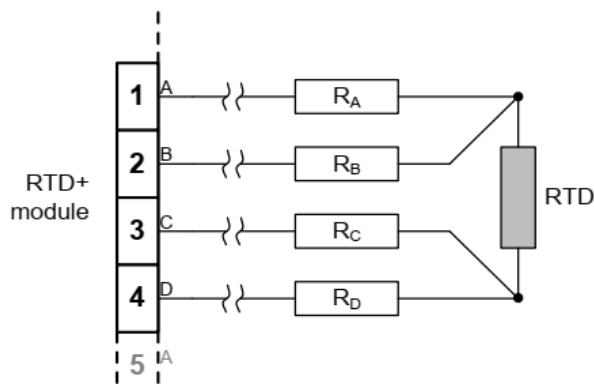 1 A R_A
2 B R_B
RTD+
module
RTD
3 C R_C
4 D R_D
5 A